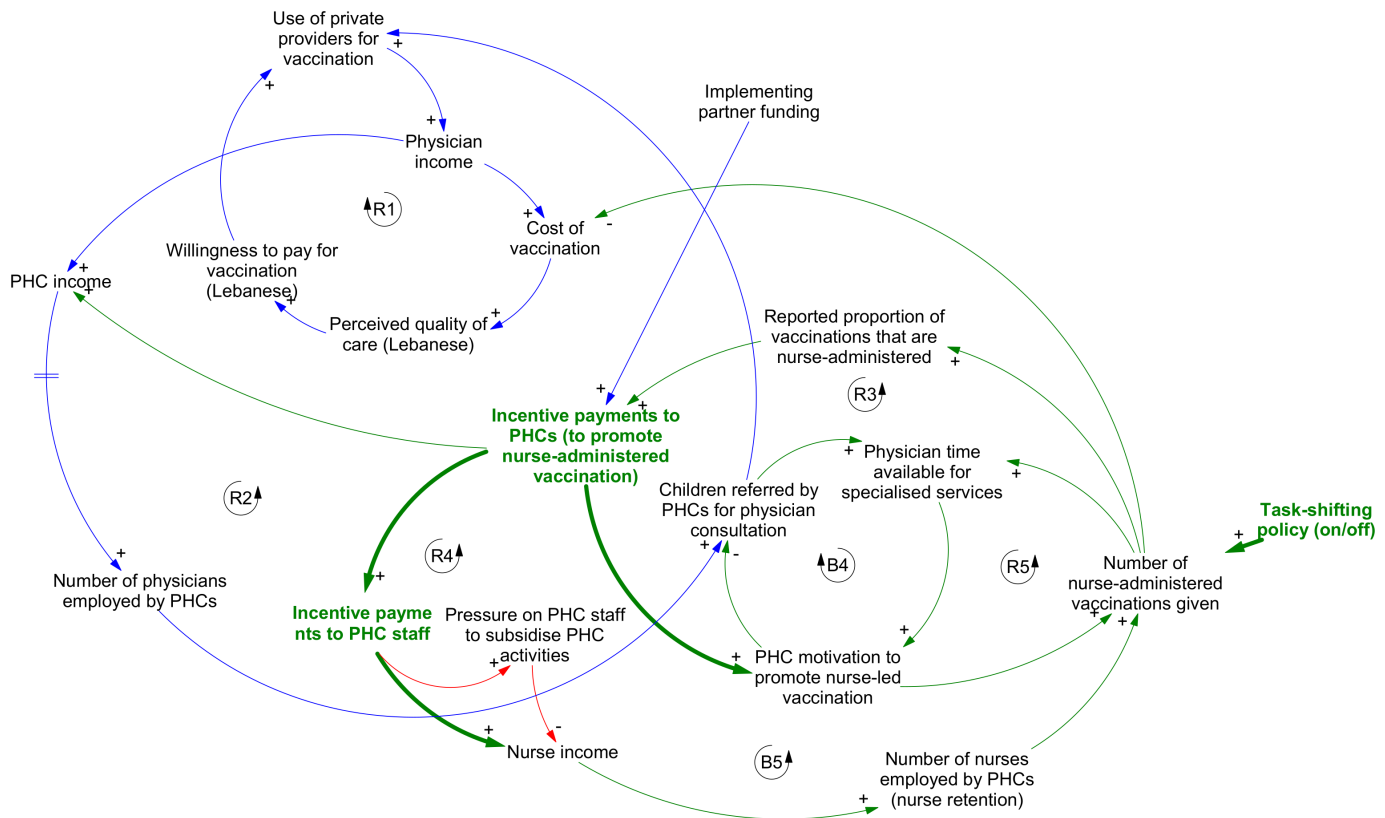 Use of private
providers for
vaccination
+
+
Implementing
partner funding
+
+
Physician
income
R1
+
-
Cost of
vaccination
Willingness to pay for
vaccination
(Lebanese)
+
PHC income
+
+
+
Perceived quality of
care (Lebanese)
Reported proportion of
vaccinations that are
nurse-administered
+
R3
+
+
Incentive payments to
PHCs (to promote
nurse-administered
vaccination)
Physician time
available for
specialised services
+
+
Children referred by
PHCs for physician
consultation
+
-
R2
Task-shifting
policy (on/off)
+
R4
B4
R5
+
Number of physicians
employed by PHCs
Number of
nurse-administered
vaccinations given
+
+
+
Incentive payme
nts to PHC staff
Pressure on PHC staff
to subsidise PHC
activities
+
+
+
PHC motivation to
promote nurse-led
vaccination
+
-
Nurse income
B5
Number of nurses
employed by PHCs
(nurse retention)
+